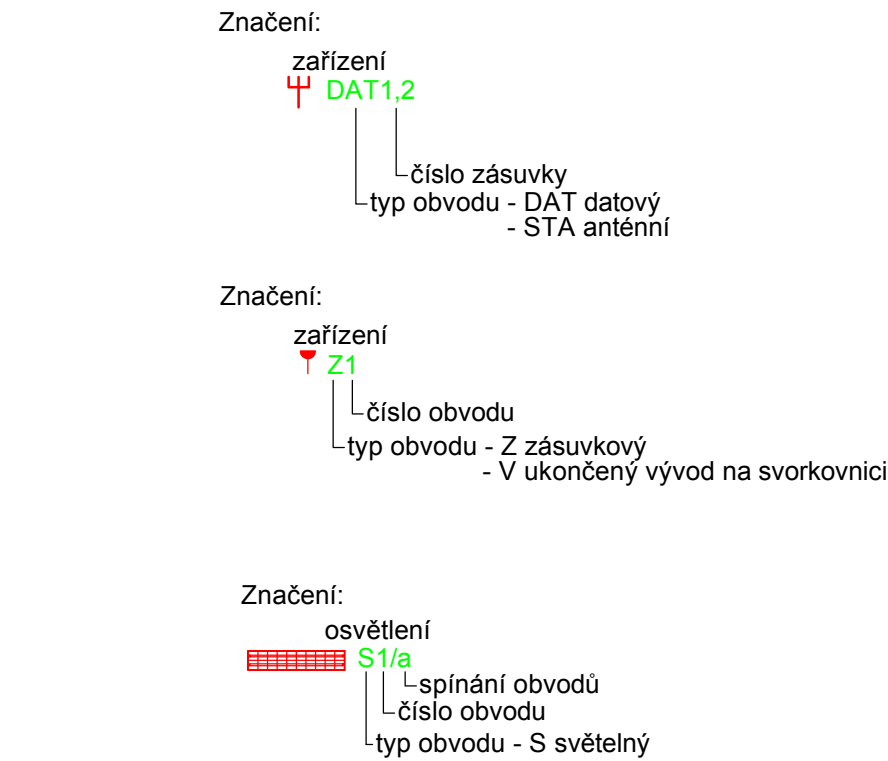 Značení:
zařízení
DAT1,2
číslo zásuvky
typ obvodu - DAT datový
- STA anténní
Značení:
zařízení
Z1
číslo obvodu
typ obvodu - Z zásuvkový
- V ukončený vývod na svorkovnici
Značení:
osvětlení
S1/a
spínání obvodů
číslo obvodu
typ obvodu - S světelný